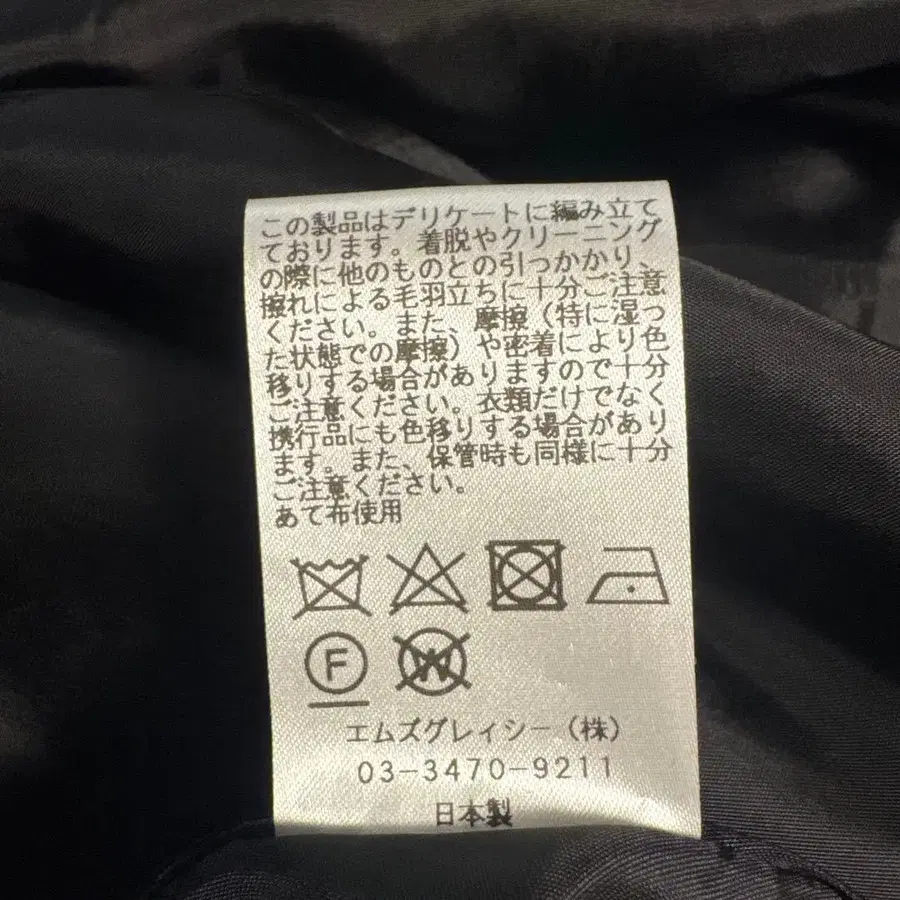 この製品はデリケートに編み立て
ております。着脱やクリーニング
の際に他のものとの引っかかり、
擦れによる毛羽立ちに十分ご注意
ください。また、摩擦（特に湿っ
た状態での摩擦）や密着により色
移りする場合がありますので十分
ご注意ください。衣類だけでなく
携行品にも色移りする場合があり
ます。また、保管時も同様に十分
ご注意ください。
あて布使用
F W
エムズグレイシー（株）
03-3470-9211
日本製